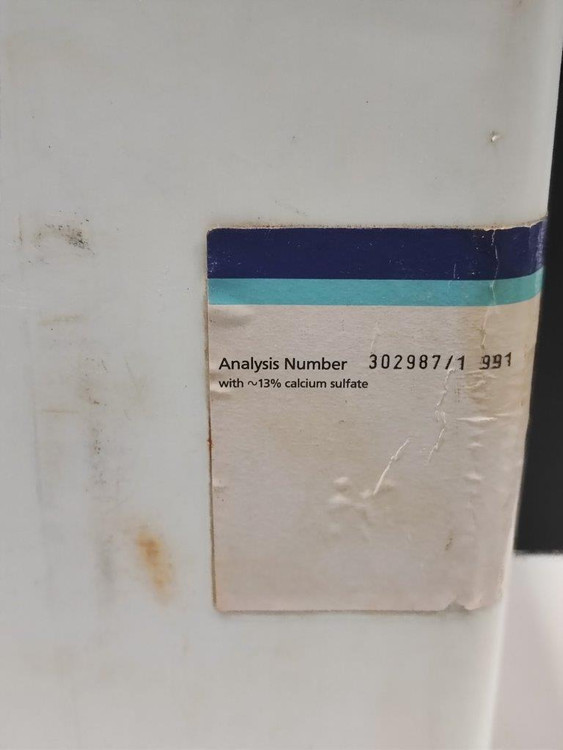 Analysis Number 302987/1 991
with ~13% calcium sulfate